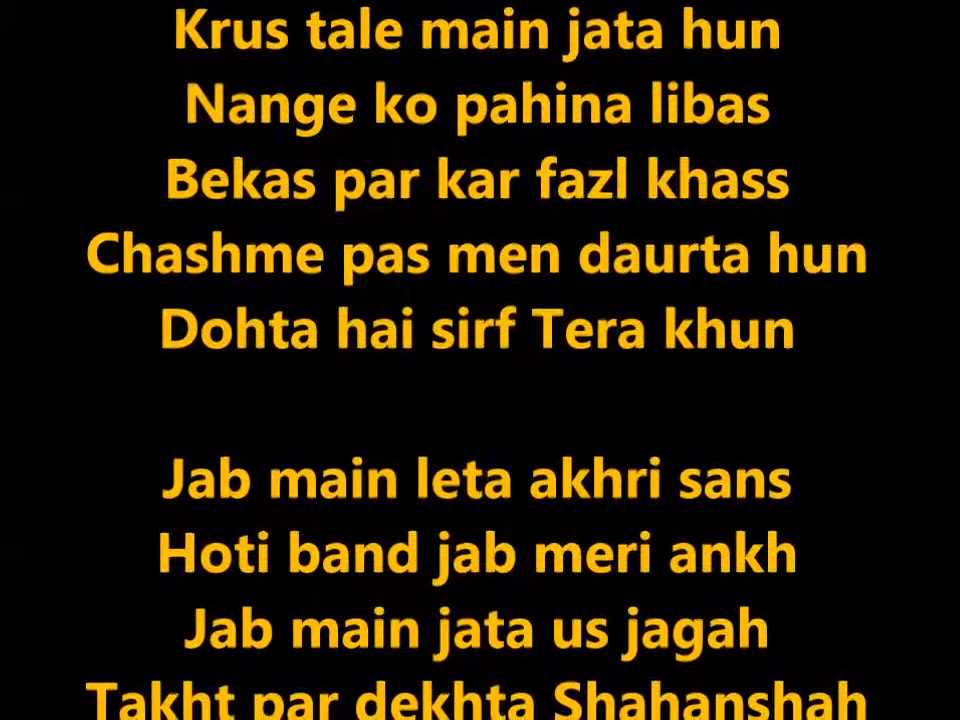 Krus tale main jata hun
Nange ko pahina libas
Bekas par kar fazl khass
Chashme pas men daurta hun
Dohta hai sirf Tera khun
Jab main leta akhri sans
Hoti band jab meri ankh
Jab main jata us jagah
Takht par dekhta Shahanshah